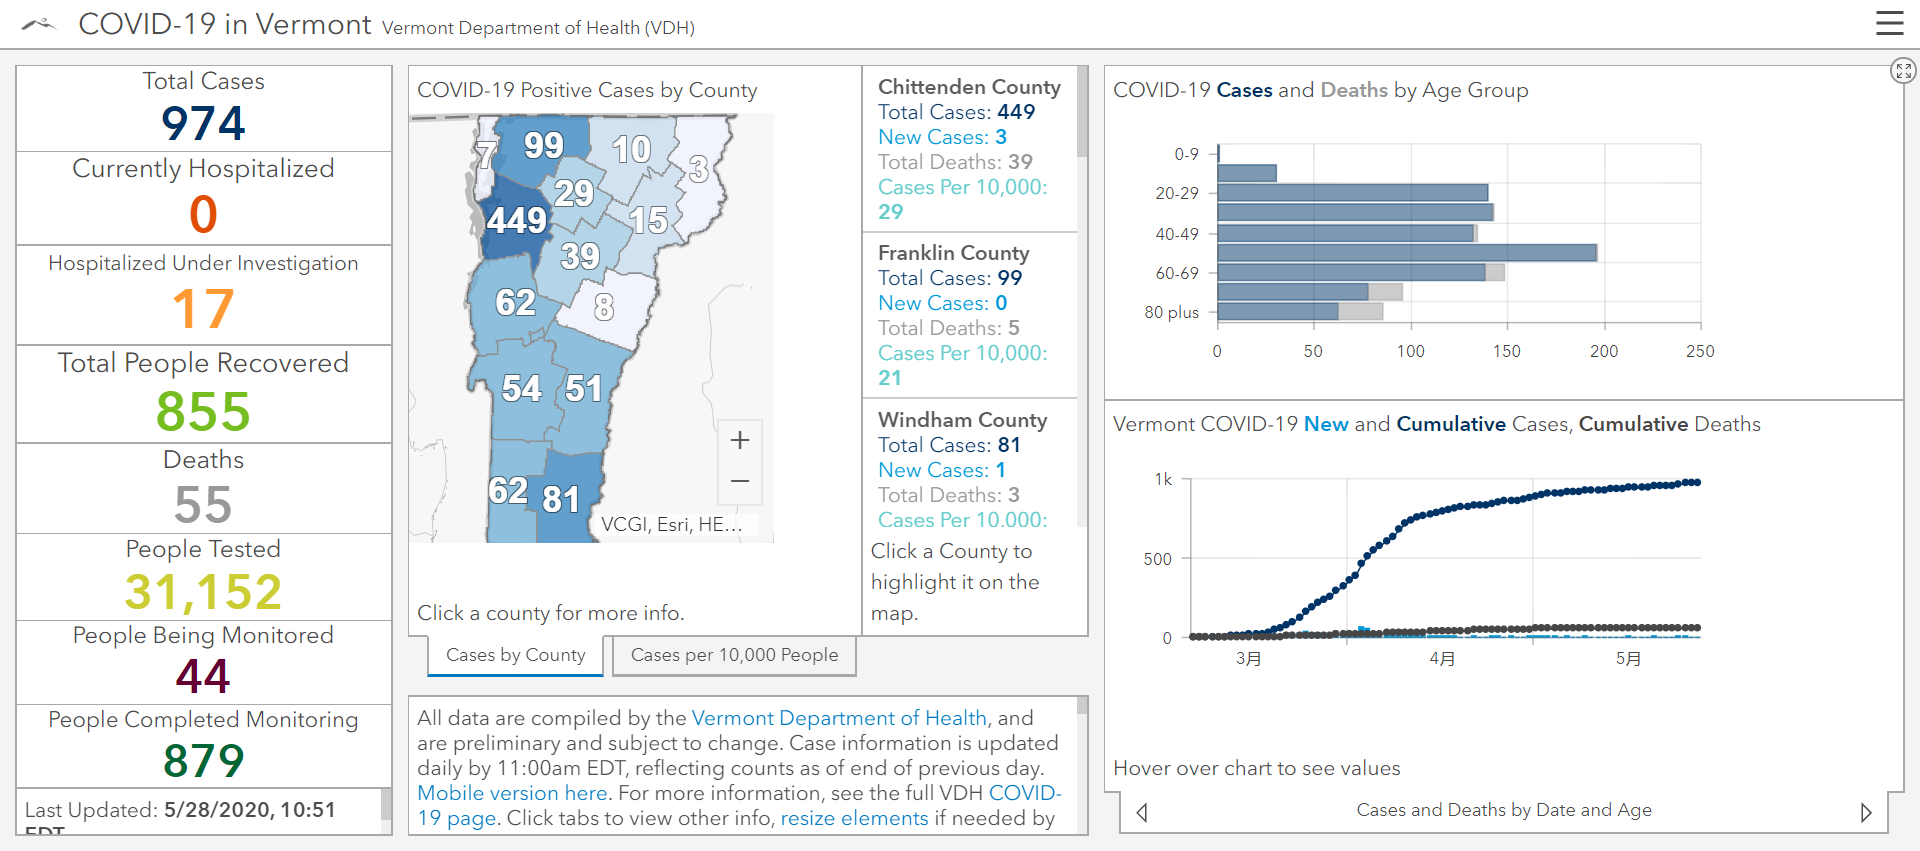 COVID-19 in Vermont Vermont Department of Health (VDH)
Total Cases
974
Currently Hospitalized
0
Hospitalized Under Investigation
17
Total People Recovered
855
Deaths
55
People Tested
31,152
People Being Monitored
44
People Completed Monitoring
879
Last Updated: 5/28/2020, 10:51
EDT
COVID-19 Positive Cases by County
7
99
10
3
29
449
15
39
62
8
54
51
62
81
+
−
VCGI, Esri, HE...
Click a county for more info.
Chittenden County
Total Cases: 449
New Cases: 3
Total Deaths: 39
Cases Per 10,000:
29
Franklin County
Total Cases: 99
New Cases: 0
Total Deaths: 5
Cases Per 10,000:
21
Windham County
Total Cases: 81
New Cases: 1
Total Deaths: 3
Cases Per 10,000:
Click a County to
highlight it on the
map.
Cases by County
Cases per 10,000 People
All data are compiled by the Vermont Department of Health, and
are preliminary and subject to change. Case information is updated
daily by 11:00am EDT, reflecting counts as of end of previous day.
Mobile version here. For more information, see the full VDH COVID-
19 page. Click tabs to view other info, resize elements if needed by
COVID-19 Cases and Deaths by Age Group
0-9
20-29
40-49
60-69
80 plus
0 50 100 150 200 250
Vermont COVID-19 New and Cumulative Cases, Cumulative Deaths
1k
500
0
3月 4月 5月
Hover over chart to see values
Cases and Deaths by Date and Age